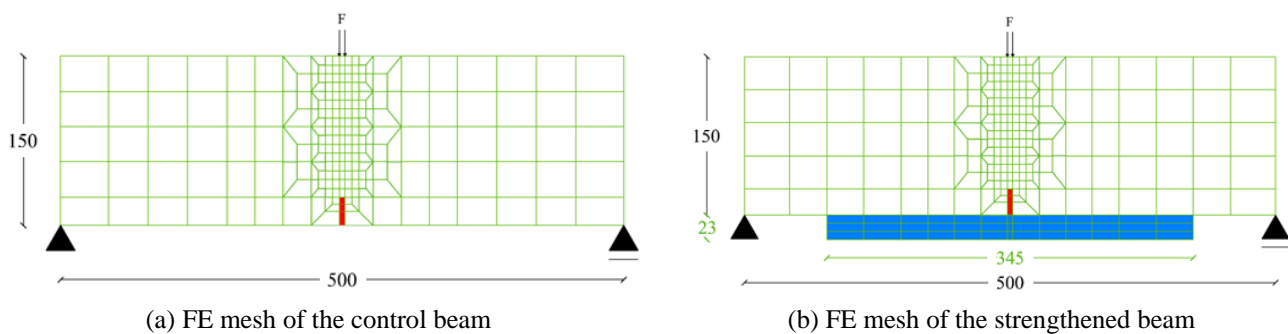 F
150
500
(a) FE mesh of the control beam
F
150
23
345
500
(b) FE mesh of the strengthened beam